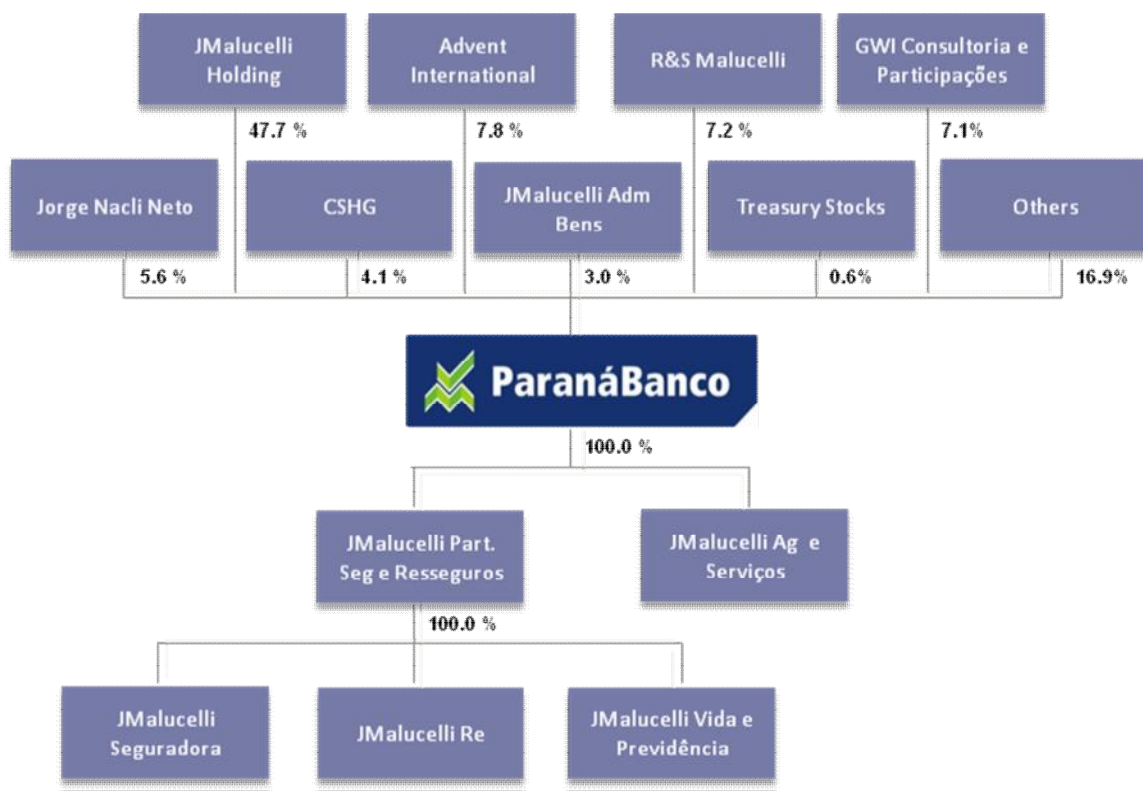 JMalucelli
Holding
Advent
International
R&S Malucelli
GWI Consultoria e
Participações
47.7 %
7.8 %
7.2 %
7.1%
Jorge Nacli Neto
CSHG
JMalucelli Adm
Bens
Treasury Stocks
Others
5.6 %
4.1 %
3.0 %
0.6%
16.9%
ParanáBanco
100.0 %
JMalucelli Part.
Seg e Resseguros
JMalucelli Ag e
Serviços
100.0 %
JMalucelli
Seguradora
JMalucelli Re
JMalucelli Vida e
Previdência